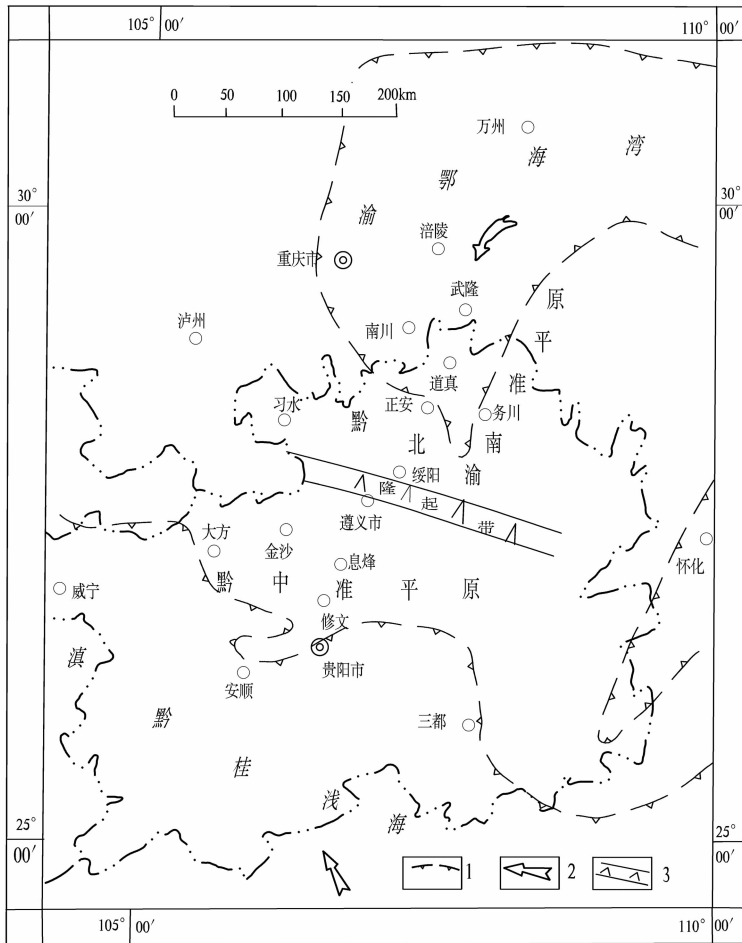 105° 00′
110° 00′
0 50 100 150 200km
万州
湾
海
鄂
渝
30° 00′
30° 00′
涪陵
重庆市
武隆
原
泸州
南川
平
道真
准
习水
正安
务川
黔
北
南
渝
绥阳
隆
起
带
遵义市
大方
金沙
息烽
怀化
威宁
黔 中 准 平 原
修文
滇
贵阳市
安顺
三都
黔
桂
浅
海
25° 00′
25° 00′
1
2
3
105° 00′
110° 00′